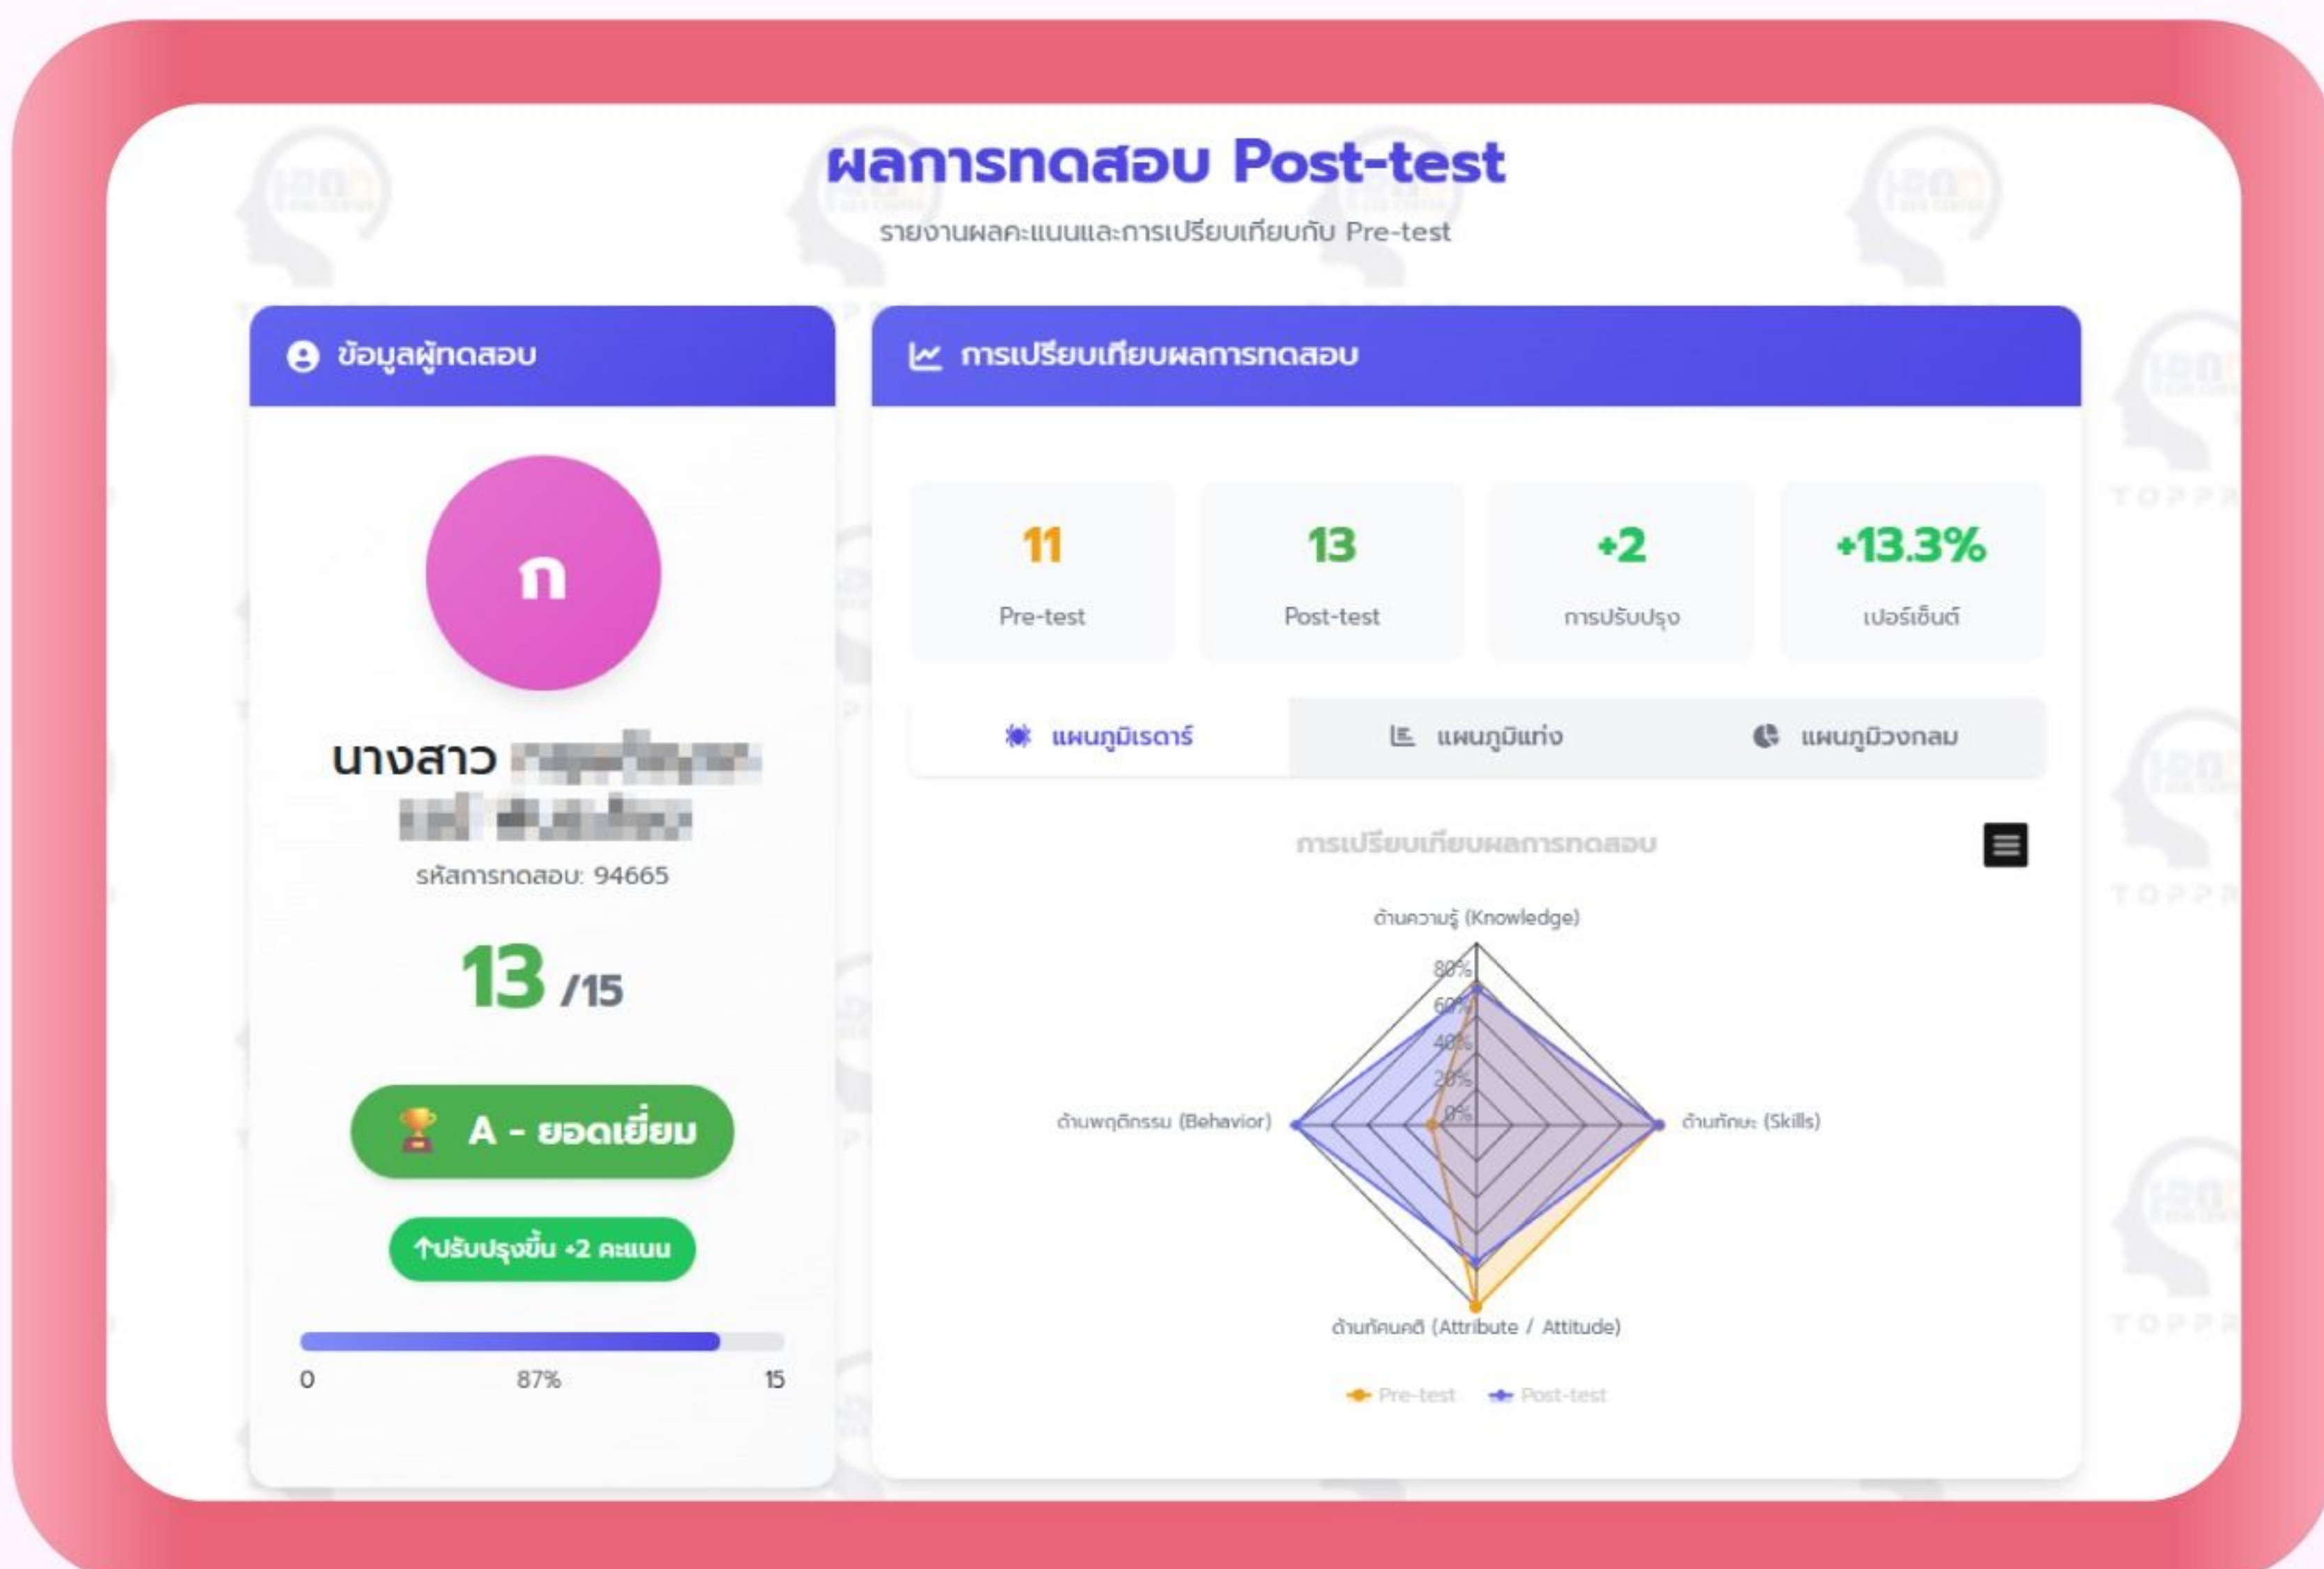 ผลการทดสอบ Post-test
รายงานผลคะแนนและการเปรียบเทียบกับ Pre-test
ข้อมูลผู้ทดสอบ
ก
นางสาว
รหัสการทดสอบ: 94665
13 /15
A - ยอดเยี่ยม
↑ปรับปรุงขึ้น +2 คะแนน
0
87%
15
การเปรียบเทียบผลการทดสอบ
11
Pre-test
13
Post-test
+2
การปรับปรุง
+13.3%
เปอร์เซ็นต์
แผนภูมิเรดาร์
แผนภูมิแท่ง
แผนภูมิวงกลม
การเปรียบเทียบผลการทดสอบ
ด้านความรู้ (Knowledge)
80%
60%
40%
20%
0%
ด้านพฤติกรรม (Behavior)
ด้านทักษะ (Skills)
ด้านทัศนคติ (Attribute / Attitude)
Pre-test
Post-test
TOPPR
TOPPR
TOPPR